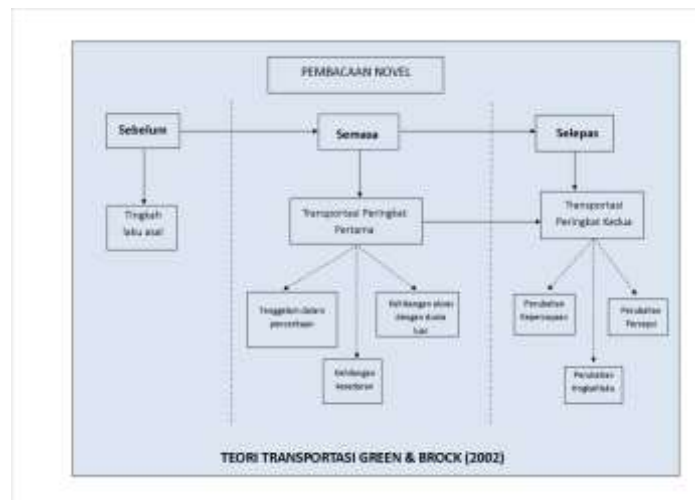 PEMBACAAN NOVEL
Sebelum
Semasa
Selepas
Tingkah
laku asal
Transportasi Peringkat
Pertama
Transportasi
Peringkat Kedua
Tenggelam dalam
penceritaan
Kehilangan akses
dengan dunia
luar
Kehilangan
kesedaran
Perubahan
Kepercayaan
Perubahan
Persepsi
Perubahan
tingkahlaku
TEORI TRANSPORTASI GREEN & BROCK (2002)